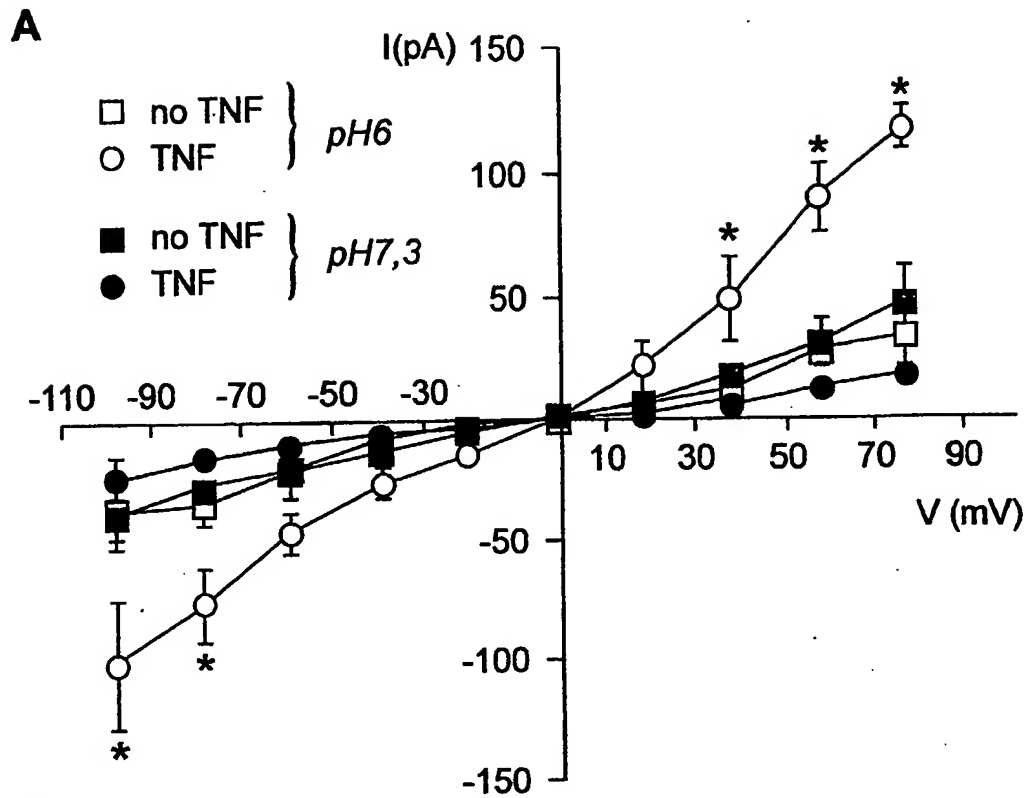 A
I(pA) 150
no TNF
TNF
pH6
no TNF
TNF
pH7,3
100
50
-110 -90 -70 -50 -30
10 30 50 70 90
V (mV)
-50
-100
-150
* * *
*
*